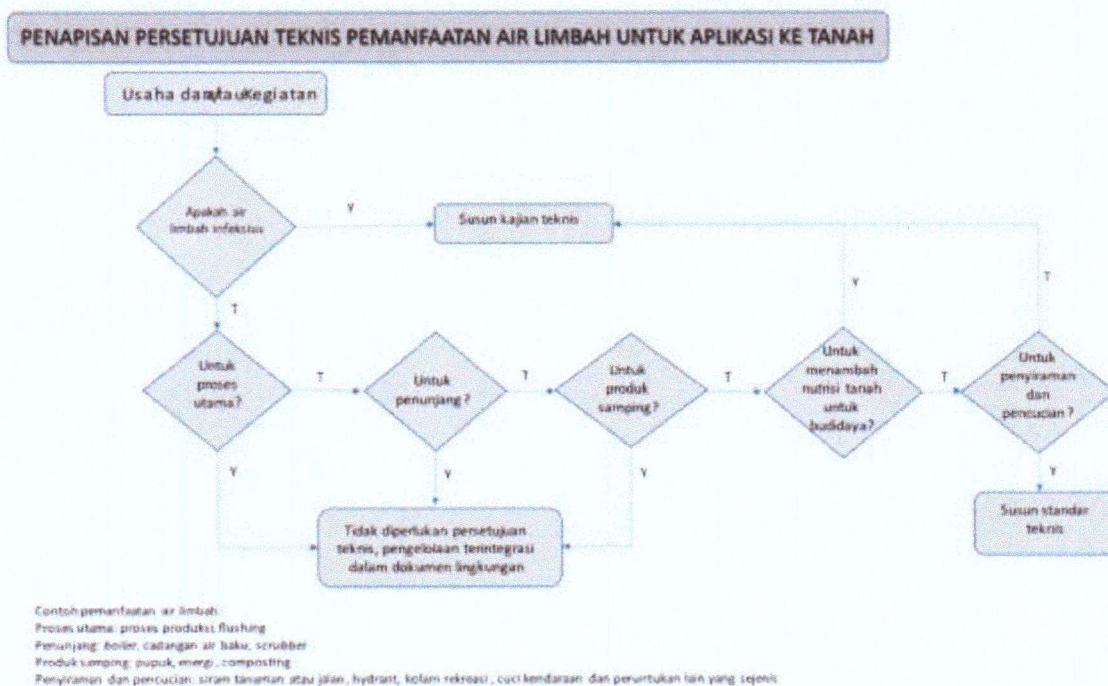 PENAPISAN PERSETUJUAN TEKNIS PEMANFAATAN AIR LIMBAH UNTUK APLIKASI KE TANAH
Usaha dan/atau Kegiatan
Apakah air
limbah infeksius
Y
Susun kajian teknis
T
Y
T
Untuk
proses
utama?
T
Untuk
penunjang?
T
Untuk
produk
samping?
T
Untuk
menambah
nutrisi tanah
untuk
budidaya?
T
Untuk
penyiraman
dan
pencucian?
Y
Y
Y
Y
Tidak diperlukan persetujuan
teknis, pengelolaan terintegrasi
dalam dokumen lingkungan
Susun standar
teknis
Contoh pemanfaatan air limbah:
Proses utama: proses produksi, flushing
Penunjang: boiler, cadangan air baku, scrubber
Produk samping: pupuk, energi, composting
Penyiraman dan pencucian: siram tanaman atau jalan, hydrant, kolam rekreasi, cuci kendaraan dan peruntukan lain yang sejenis